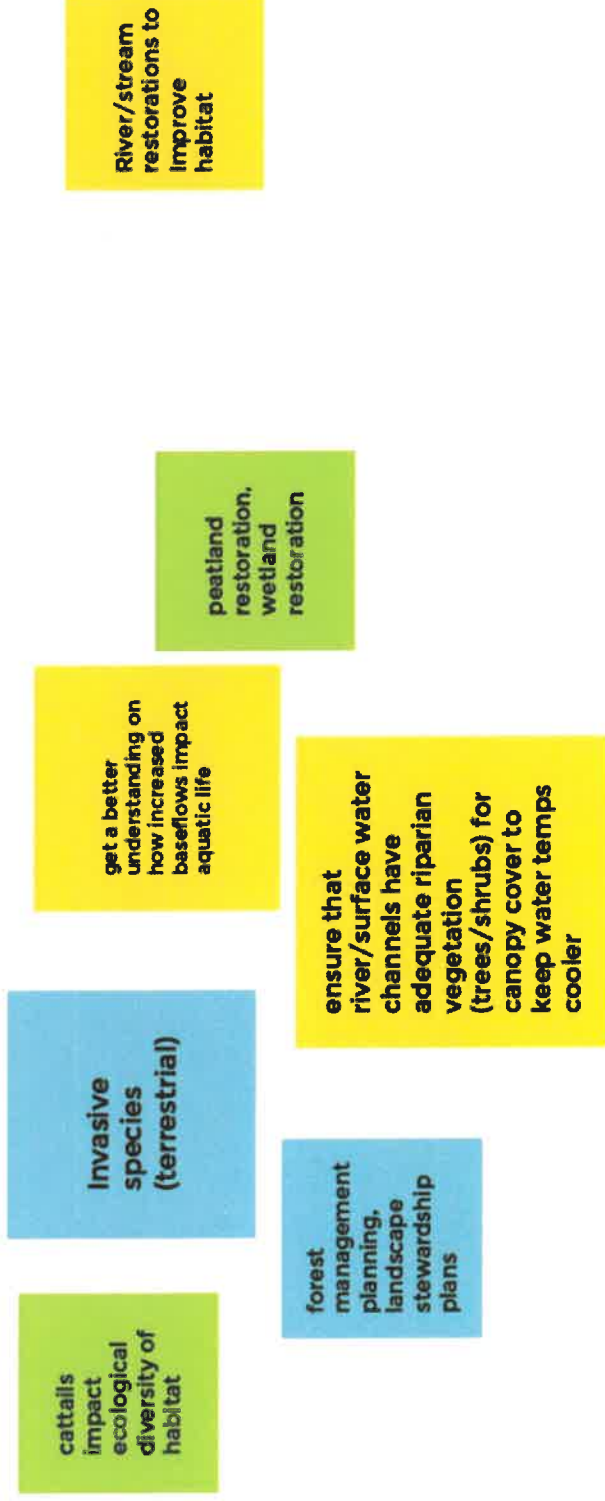 cattails
impact
ecological
diversity of
habitat
Invasive
species
(terrestrial)
forest
management
planning,
landscape
stewardship
plans
get a better
understanding on
how increased
baseflows impact
aquatic life
ensure that
river/surface water
channels have
adequate riparian
vegetation
(trees/shrubs) for
canopy cover to
keep water temps
cooler
peatland
restoration,
wetland
restoration
River/stream
restorations to
Improve
habitat